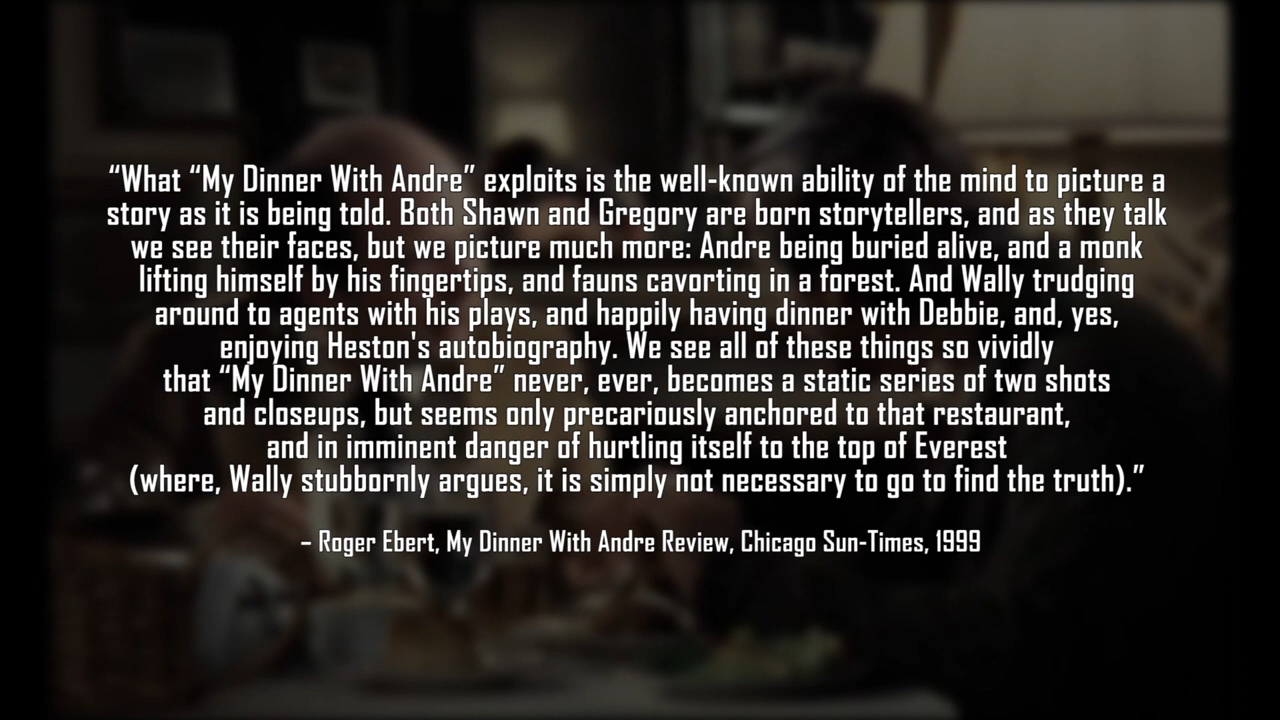 “What “My Dinner With Andre” exploits is the well-known ability of the mind to picture a
story as it is being told. Both Shawn and Gregory are born storytellers, and as they talk
we see their faces, but we picture much more: Andre being buried alive, and a monk
lifting himself by his fingertips, and fauns cavorting in a forest. And Wally trudging
around to agents with his plays, and happily having dinner with Debbie, and, yes,
enjoying Heston's autobiography. We see all of these things so vividly
that “My Dinner With Andre” never, ever, becomes a static series of two shots
and closeups, but seems only precariously anchored to that restaurant,
and in imminent danger of hurtling itself to the top of Everest
(where, Wally stubbornly argues, it is simply not necessary to go to find the truth).”
– Roger Ebert, My Dinner With Andre Review, Chicago Sun-Times, 1999